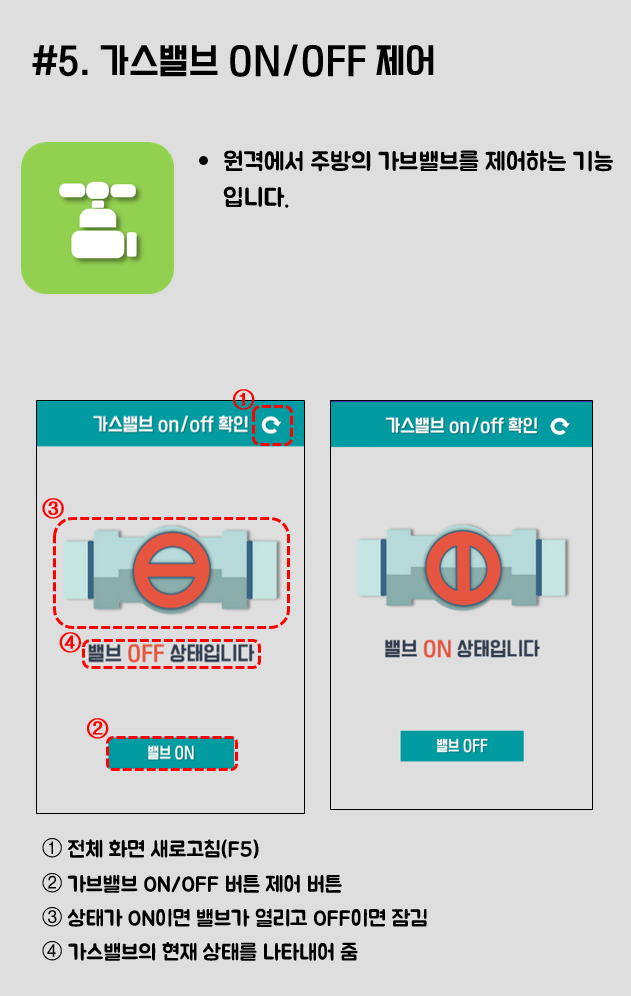 #5. 가스밸브 ON/OFF 제어
• 원격에서 주방의 가브밸브를 제어하는 기능
입니다.
①
가스밸브 on/off 확인
③
④
밸브 OFF 상태입니다
②
밸브 ON
가스밸브 on/off 확인
밸브 ON 상태입니다
밸브 OFF
① 전체 화면 새로고침(F5)
② 가브밸브 ON/OFF 버튼 제어 버튼
③ 상태가 ON이면 밸브가 열리고 OFF이면 잠김
④ 가스밸브의 현재 상태를 나타내어 줌